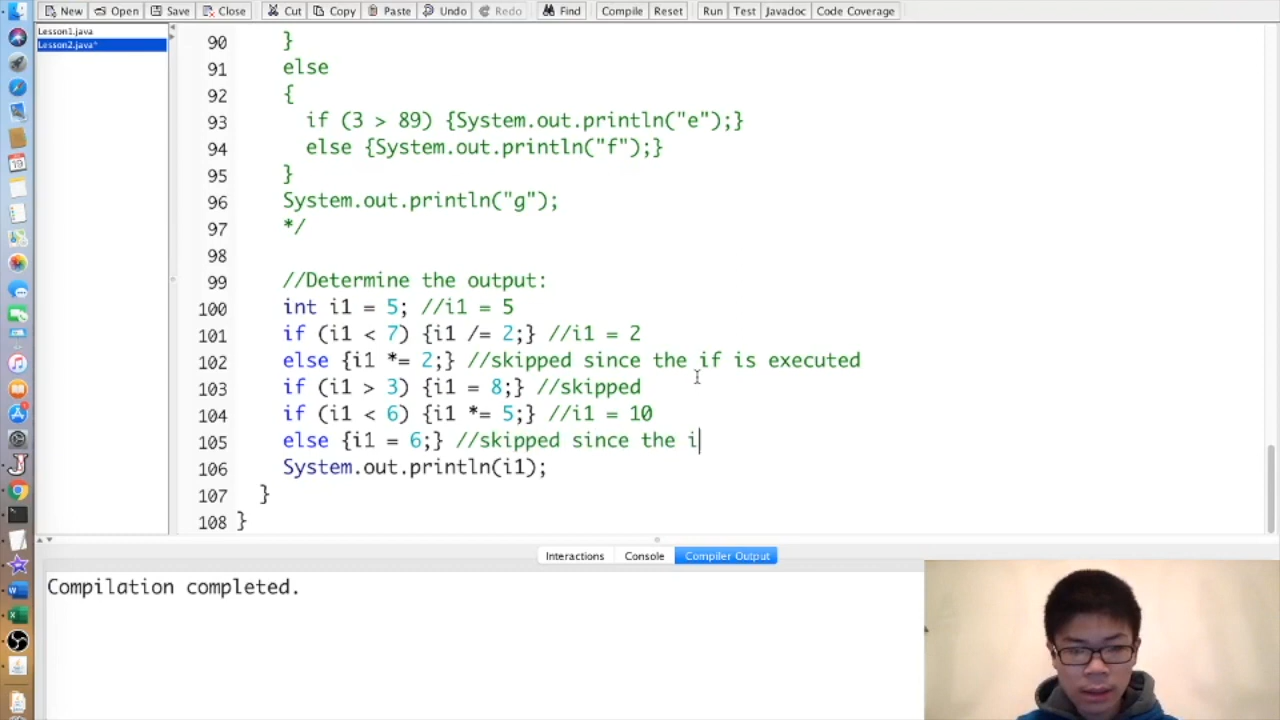 New Open Save Close Cut Copy Paste Undo Redo Find Compile Reset Run Test Javadoc Code Coverage
Lesson1.java
Lesson2.java*
90 }
91 else
92 {
93 if (3 > 89) {System.out.println("e");}
94 else {System.out.println("f");}
95 }
96 System.out.println("g");
97 */
98
99 //Determine the output:
100 int i1 = 5; //i1 = 5
101 if (i1 < 7) {i1 /= 2;} //i1 = 2
102 else {i1 *= 2;} //skipped since the if is executed
103 if (i1 > 3) {i1 = 8;} //skipped
104 if (i1 < 6) {i1 *= 5;} //i1 = 10
105 else {i1 = 6;} //skipped since the i
106 System.out.println(i1);
107 }
108 }
Interactions Console Compiler Output
Compilation completed.